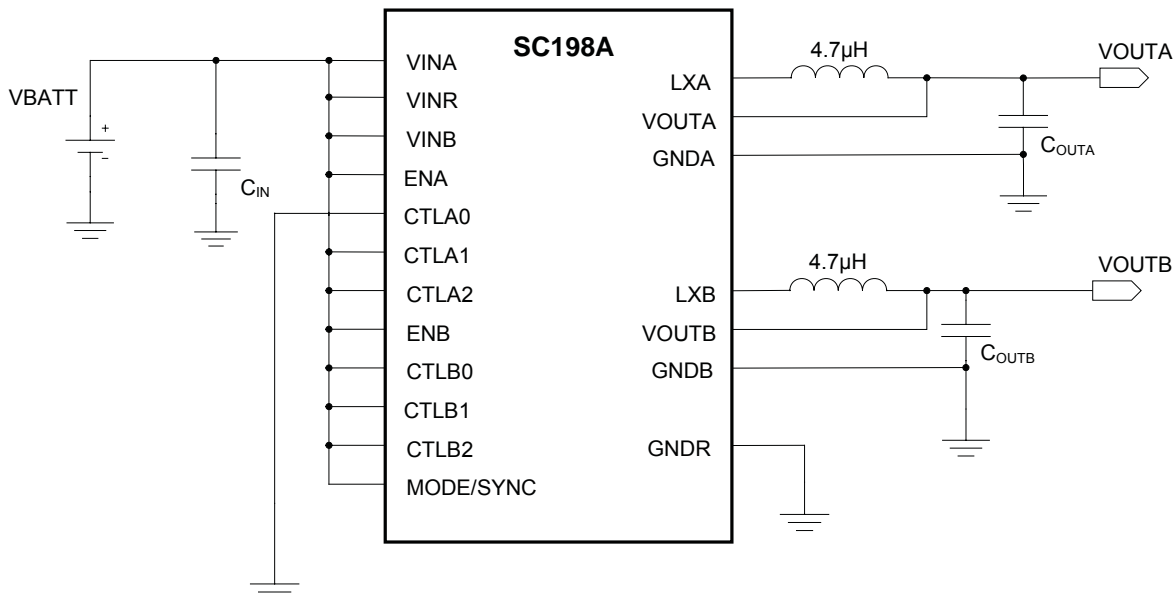 SC198A
VBATT
+
-
C_IN
VINA
VINR
VINB
ENA
CTLA0
CTLA1
CTLA2
ENB
CTLB0
CTLB1
CTLB2
MODE/SYNC
LXA
VOUTA
GNDA
LXB
VOUTB
GNDB
GNDR
4.7µH
VOUTA
C_OUTA
4.7µH
VOUTB
C_OUTB